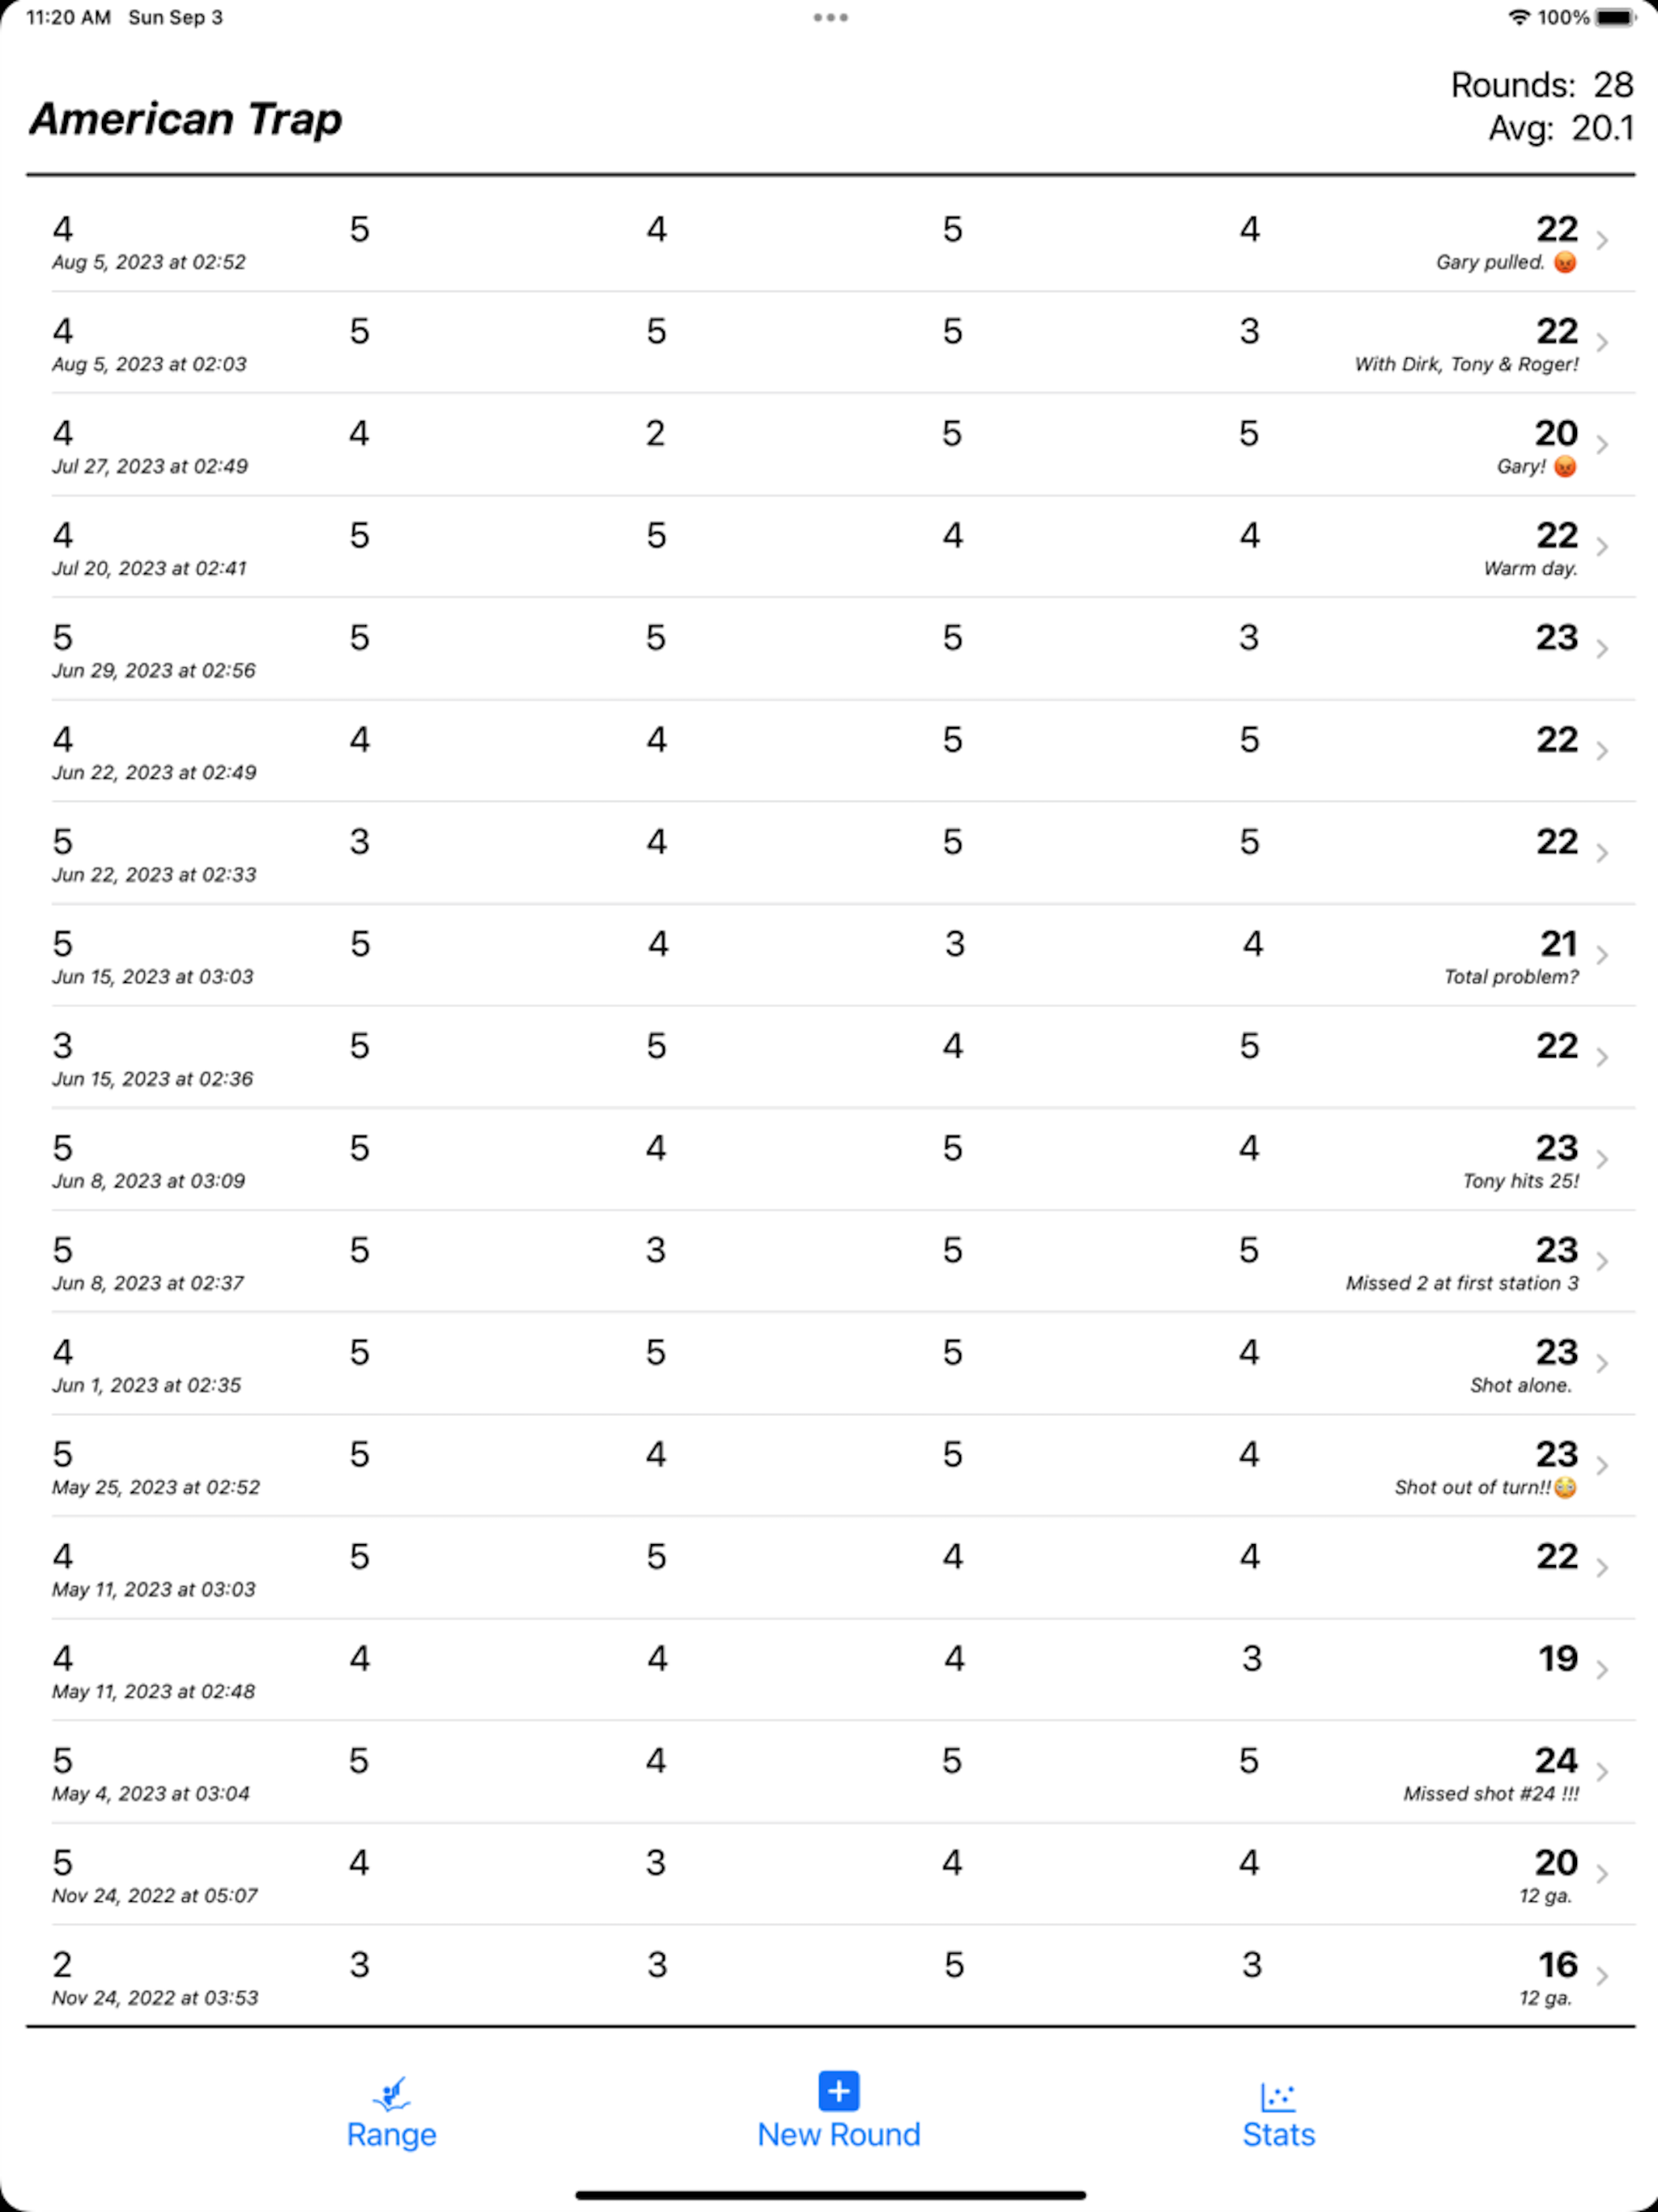 11:20 AM Sun Sep 3 100%
Rounds: 28
American Trap
Avg: 20.1
4 5 4 5 4 22
Aug 5, 2023 at 02:52 Gary pulled. 😡
4 5 5 5 3 22
Aug 5, 2023 at 02:03 With Dirk, Tony & Roger!
4 4 2 5 5 20
Jul 27, 2023 at 02:49 Gary! 😡
4 5 5 4 4 22
Jul 20, 2023 at 02:41 Warm day.
5 5 5 5 3 23
Jun 29, 2023 at 02:56
4 4 4 5 5 22
Jun 22, 2023 at 02:49
5 3 4 5 5 22
Jun 22, 2023 at 02:33
5 5 4 3 4 21
Jun 15, 2023 at 03:03 Total problem?
3 5 5 4 5 22
Jun 15, 2023 at 02:36
5 5 4 5 4 23
Jun 8, 2023 at 03:09 Tony hits 25!
5 5 3 5 5 23
Jun 8, 2023 at 02:37 Missed 2 at first station 3
4 5 5 5 4 23
Jun 1, 2023 at 02:35 Shot alone.
5 5 4 5 4 23
May 25, 2023 at 02:52 Shot out of turn!!😳
4 5 5 4 4 22
May 11, 2023 at 03:03
4 4 4 4 3 19
May 11, 2023 at 02:48
5 5 4 5 5 24
May 4, 2023 at 03:04 Missed shot #24 !!!
5 4 3 4 4 20
Nov 24, 2022 at 05:07 12 ga.
2 3 3 5 3 16
Nov 24, 2022 at 03:53 12 ga.
Range New Round Stats